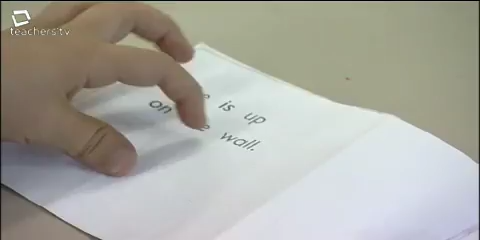 teachers.tv
is up
on wall.